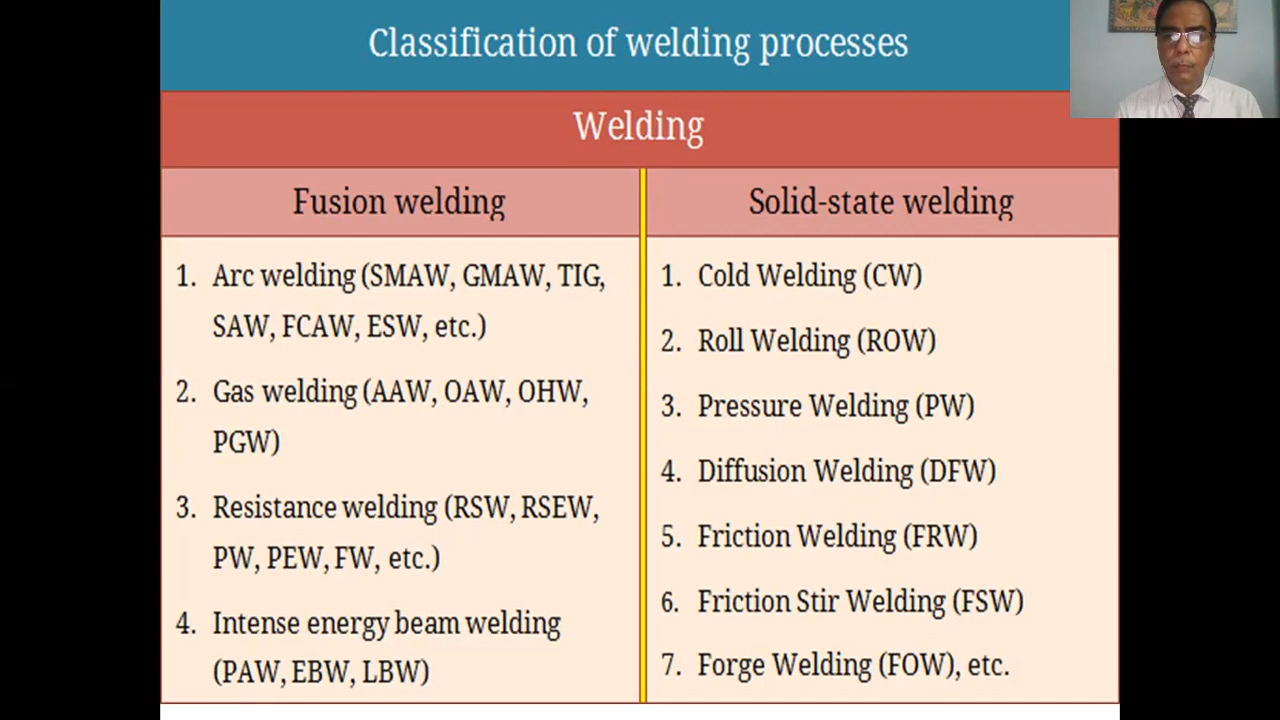 Classification of welding processes
Welding
Fusion welding
1. Arc welding (SMAW, GMAW, TIG,
SAW, FCAW, ESW, etc.)
2. Gas welding (AAW, OAW, OHW,
PGW)
3. Resistance welding (RSW, RSEW,
PW, PEW, FW, etc.)
4. Intense energy beam welding
(PAW, EBW, LBW)
Solid-state welding
1. Cold Welding (CW)
2. Roll Welding (ROW)
3. Pressure Welding (PW)
4. Diffusion Welding (DFW)
5. Friction Welding (FRW)
6. Friction Stir Welding (FSW)
7. Forge Welding (FOW), etc.